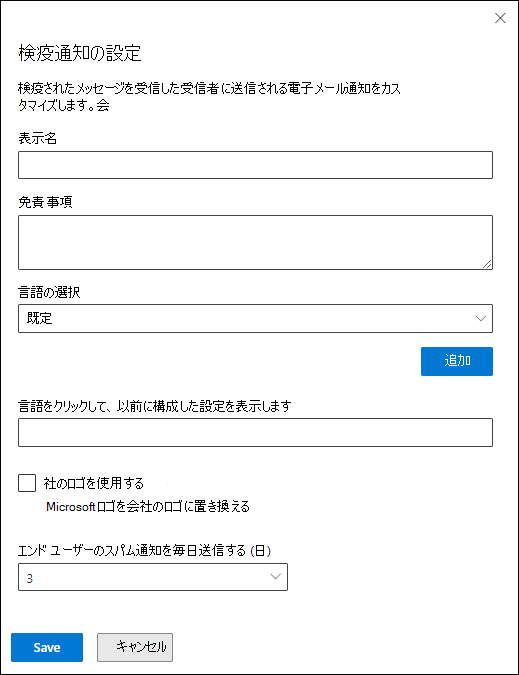 検疫通知の設定
検疫されたメッセージを受信した受信者に送信される電子メール通知をカス
タマイズします。会
表示名
免責事項
言語の選択
既定
追加
言語をクリックして、以前に構成した設定を表示します
社のロゴを使用する
Microsoftロゴを会社のロゴに置き換える
エンド ユーザーのスパム通知を毎日送信する (日)
3
Save
キャンセル